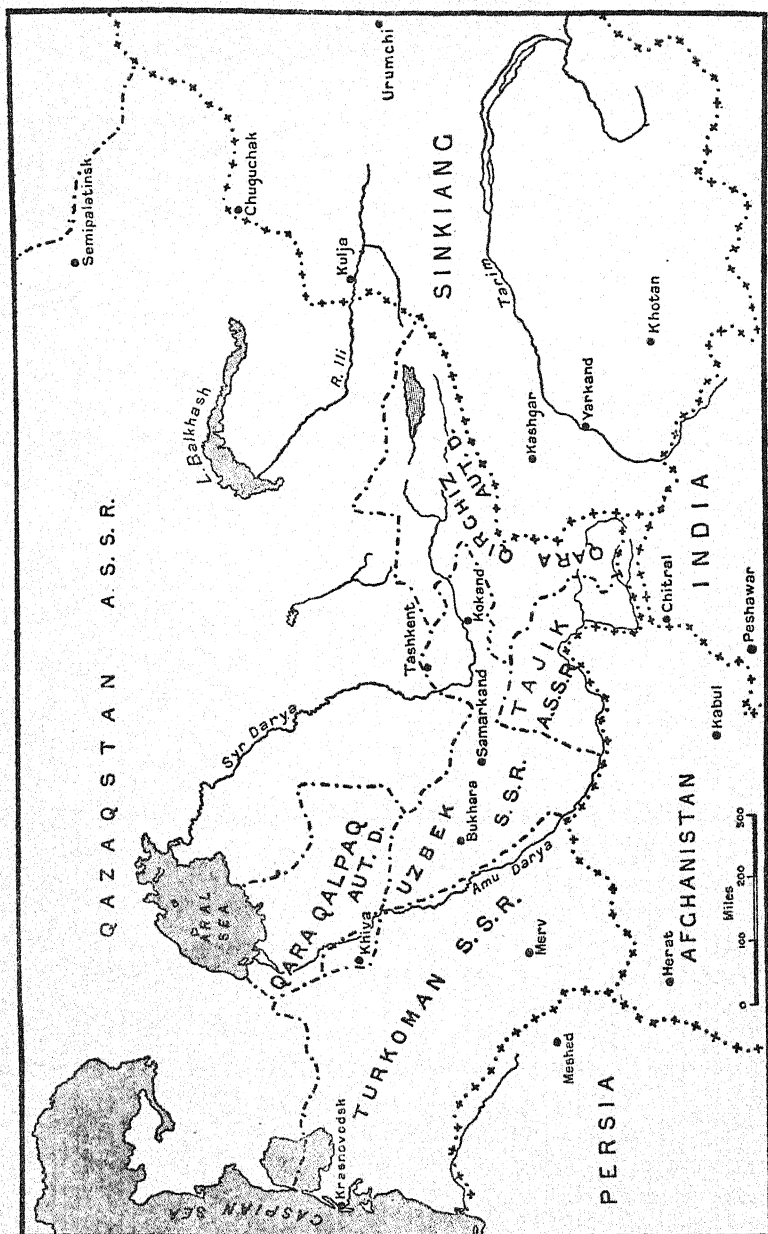 QAZAQSTAN A.S.S.R.
Semipalatinsk
Chuguchak
Urumchi
L. Balkhash
Kulja
R. Ili
SINKIANG
Syr Darya
ARAL
SEA
CASPIAN SEA
Krasnovodsk
QARA QALPAQ
AUT. D.
Khiva
UZBEK
S.S.R.
Bukhara
Samarkand
Tashkent
Kokand
QARA QIRGHIZ
AUT. D.
Kashgar
Yarkand
Khotan
Tarim
TAJIK
A.S.S.R.
Amu Darya
TURKOMAN S.S.R.
Merv
Meshed
Herat
PERSIA
AFGHANISTAN
Kabul
Chitral
Peshawar
INDIA
Miles
0 100 200 300